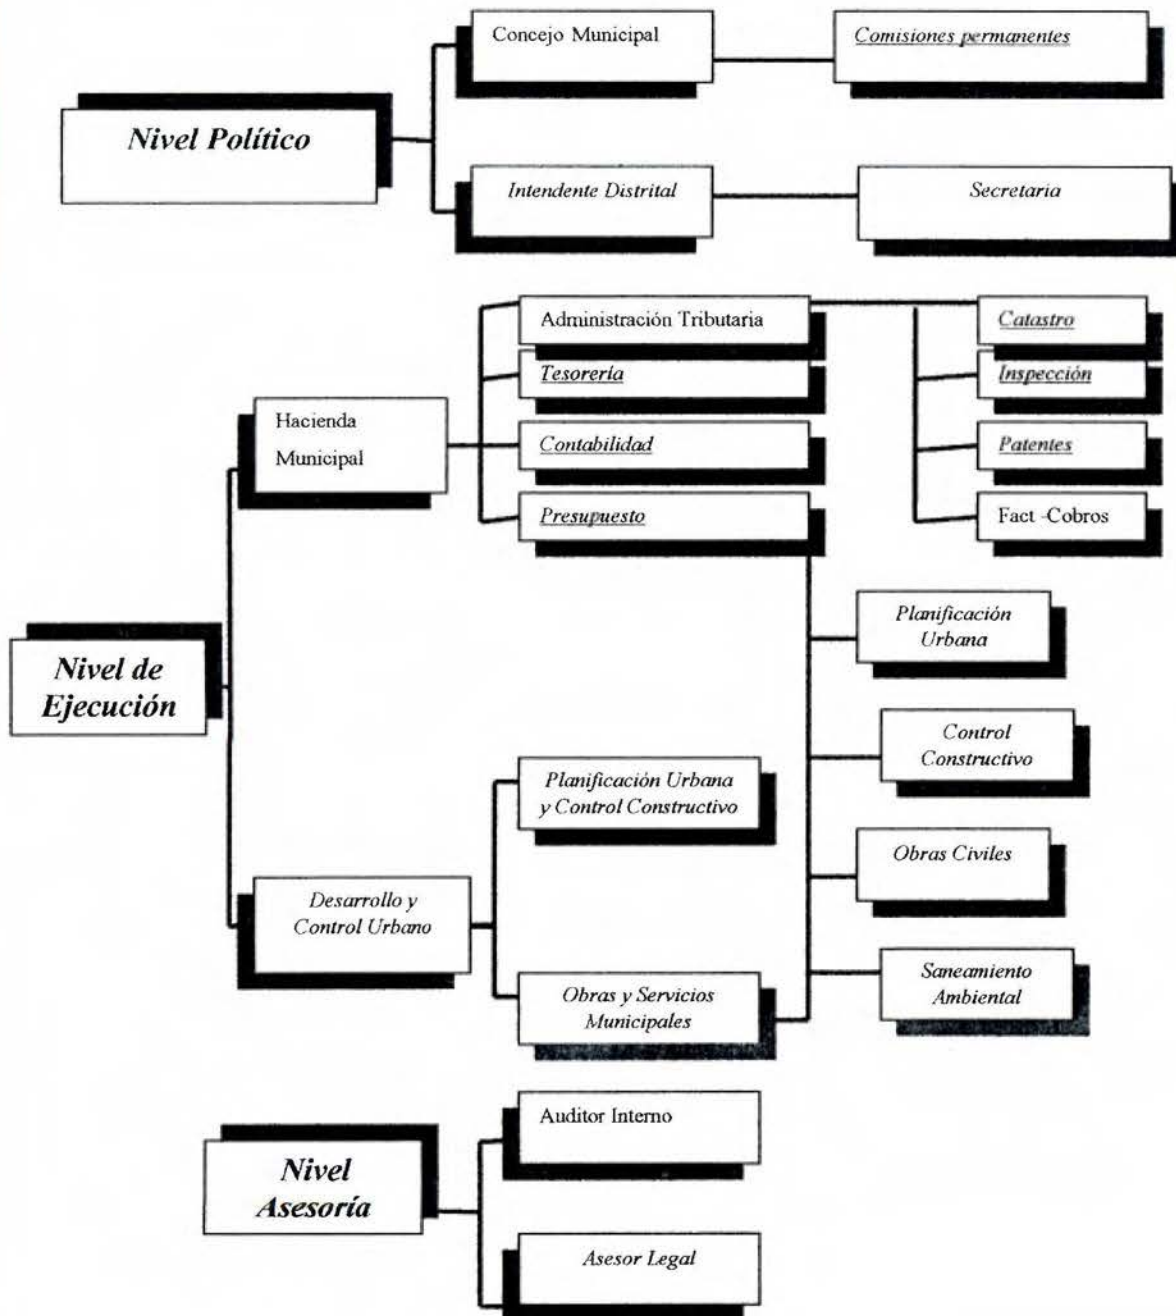 Concejo Municipal
Comisiones permanentes
Nivel Político
Intendente Distrital
Secretaria
Administración Tributaria
Catastro
Tesorería
Inspección
Hacienda
Municipal
Contabilidad
Patentes
Presupuesto
Fact -Cobros
Planificación
Urbana
Nivel de
Ejecución
Control
Constructivo
Planificación Urbana
y Control Constructivo
Obras Civiles
Desarrollo y
Control Urbano
Saneamiento
Ambiental
Obras y Servicios
Municipales
Auditor Interno
Nivel
Asesoría
Asesor Legal